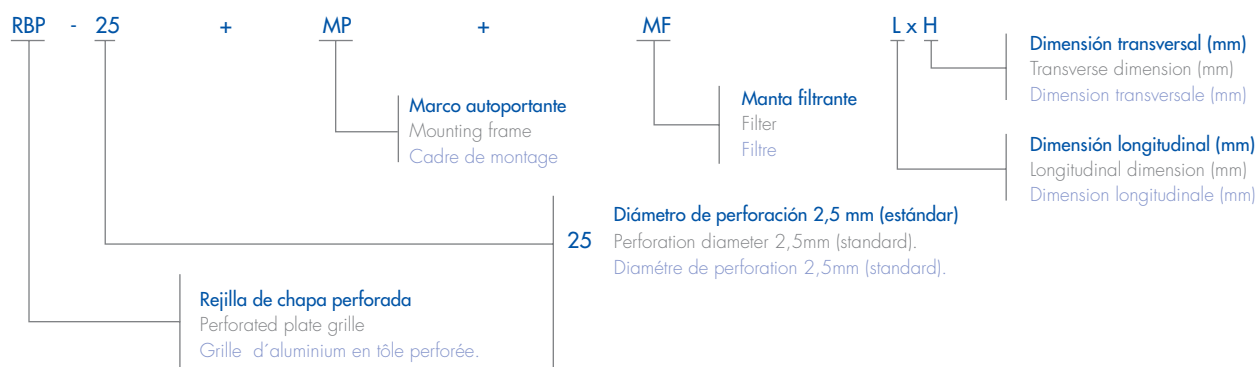 RBP - 25 + MP + MF L x H
Dimensión transversal (mm)
Transverse dimension (mm)
Dimension transversale (mm)
Marco autoportante
Mounting frame
Cadre de montage
Manta filtrante
Filter
Filtre
Dimensión longitudinal (mm)
Longitudinal dimension (mm)
Dimension longitudinale (mm)
25
Diámetro de perforación 2,5 mm (estándar)
Perforation diameter 2,5mm (standard).
Diamétre de perforation 2,5mm (standard).
Rejilla de chapa perforada
Perforated plate grille
Grille d´aluminium en tôle perforée.